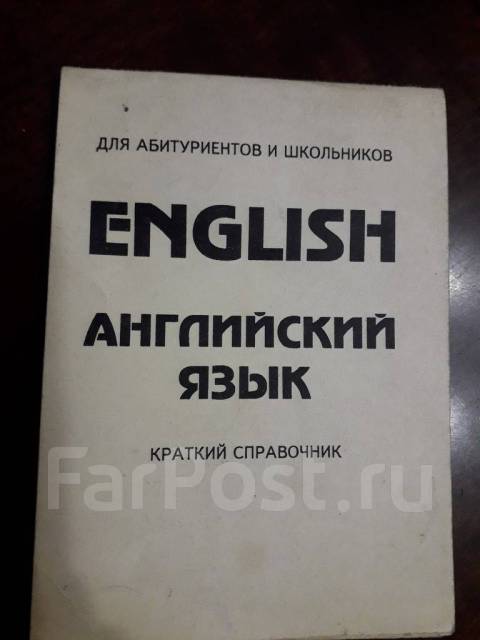 ДЛЯ АБИТУРИЕНТОВ И ШКОЛЬНИКОВ
ENGLISH
АНГЛИЙСКИЙ
ЯЗЫК
КРАТКИЙ СПРАВОЧНИК
FarPost.ru